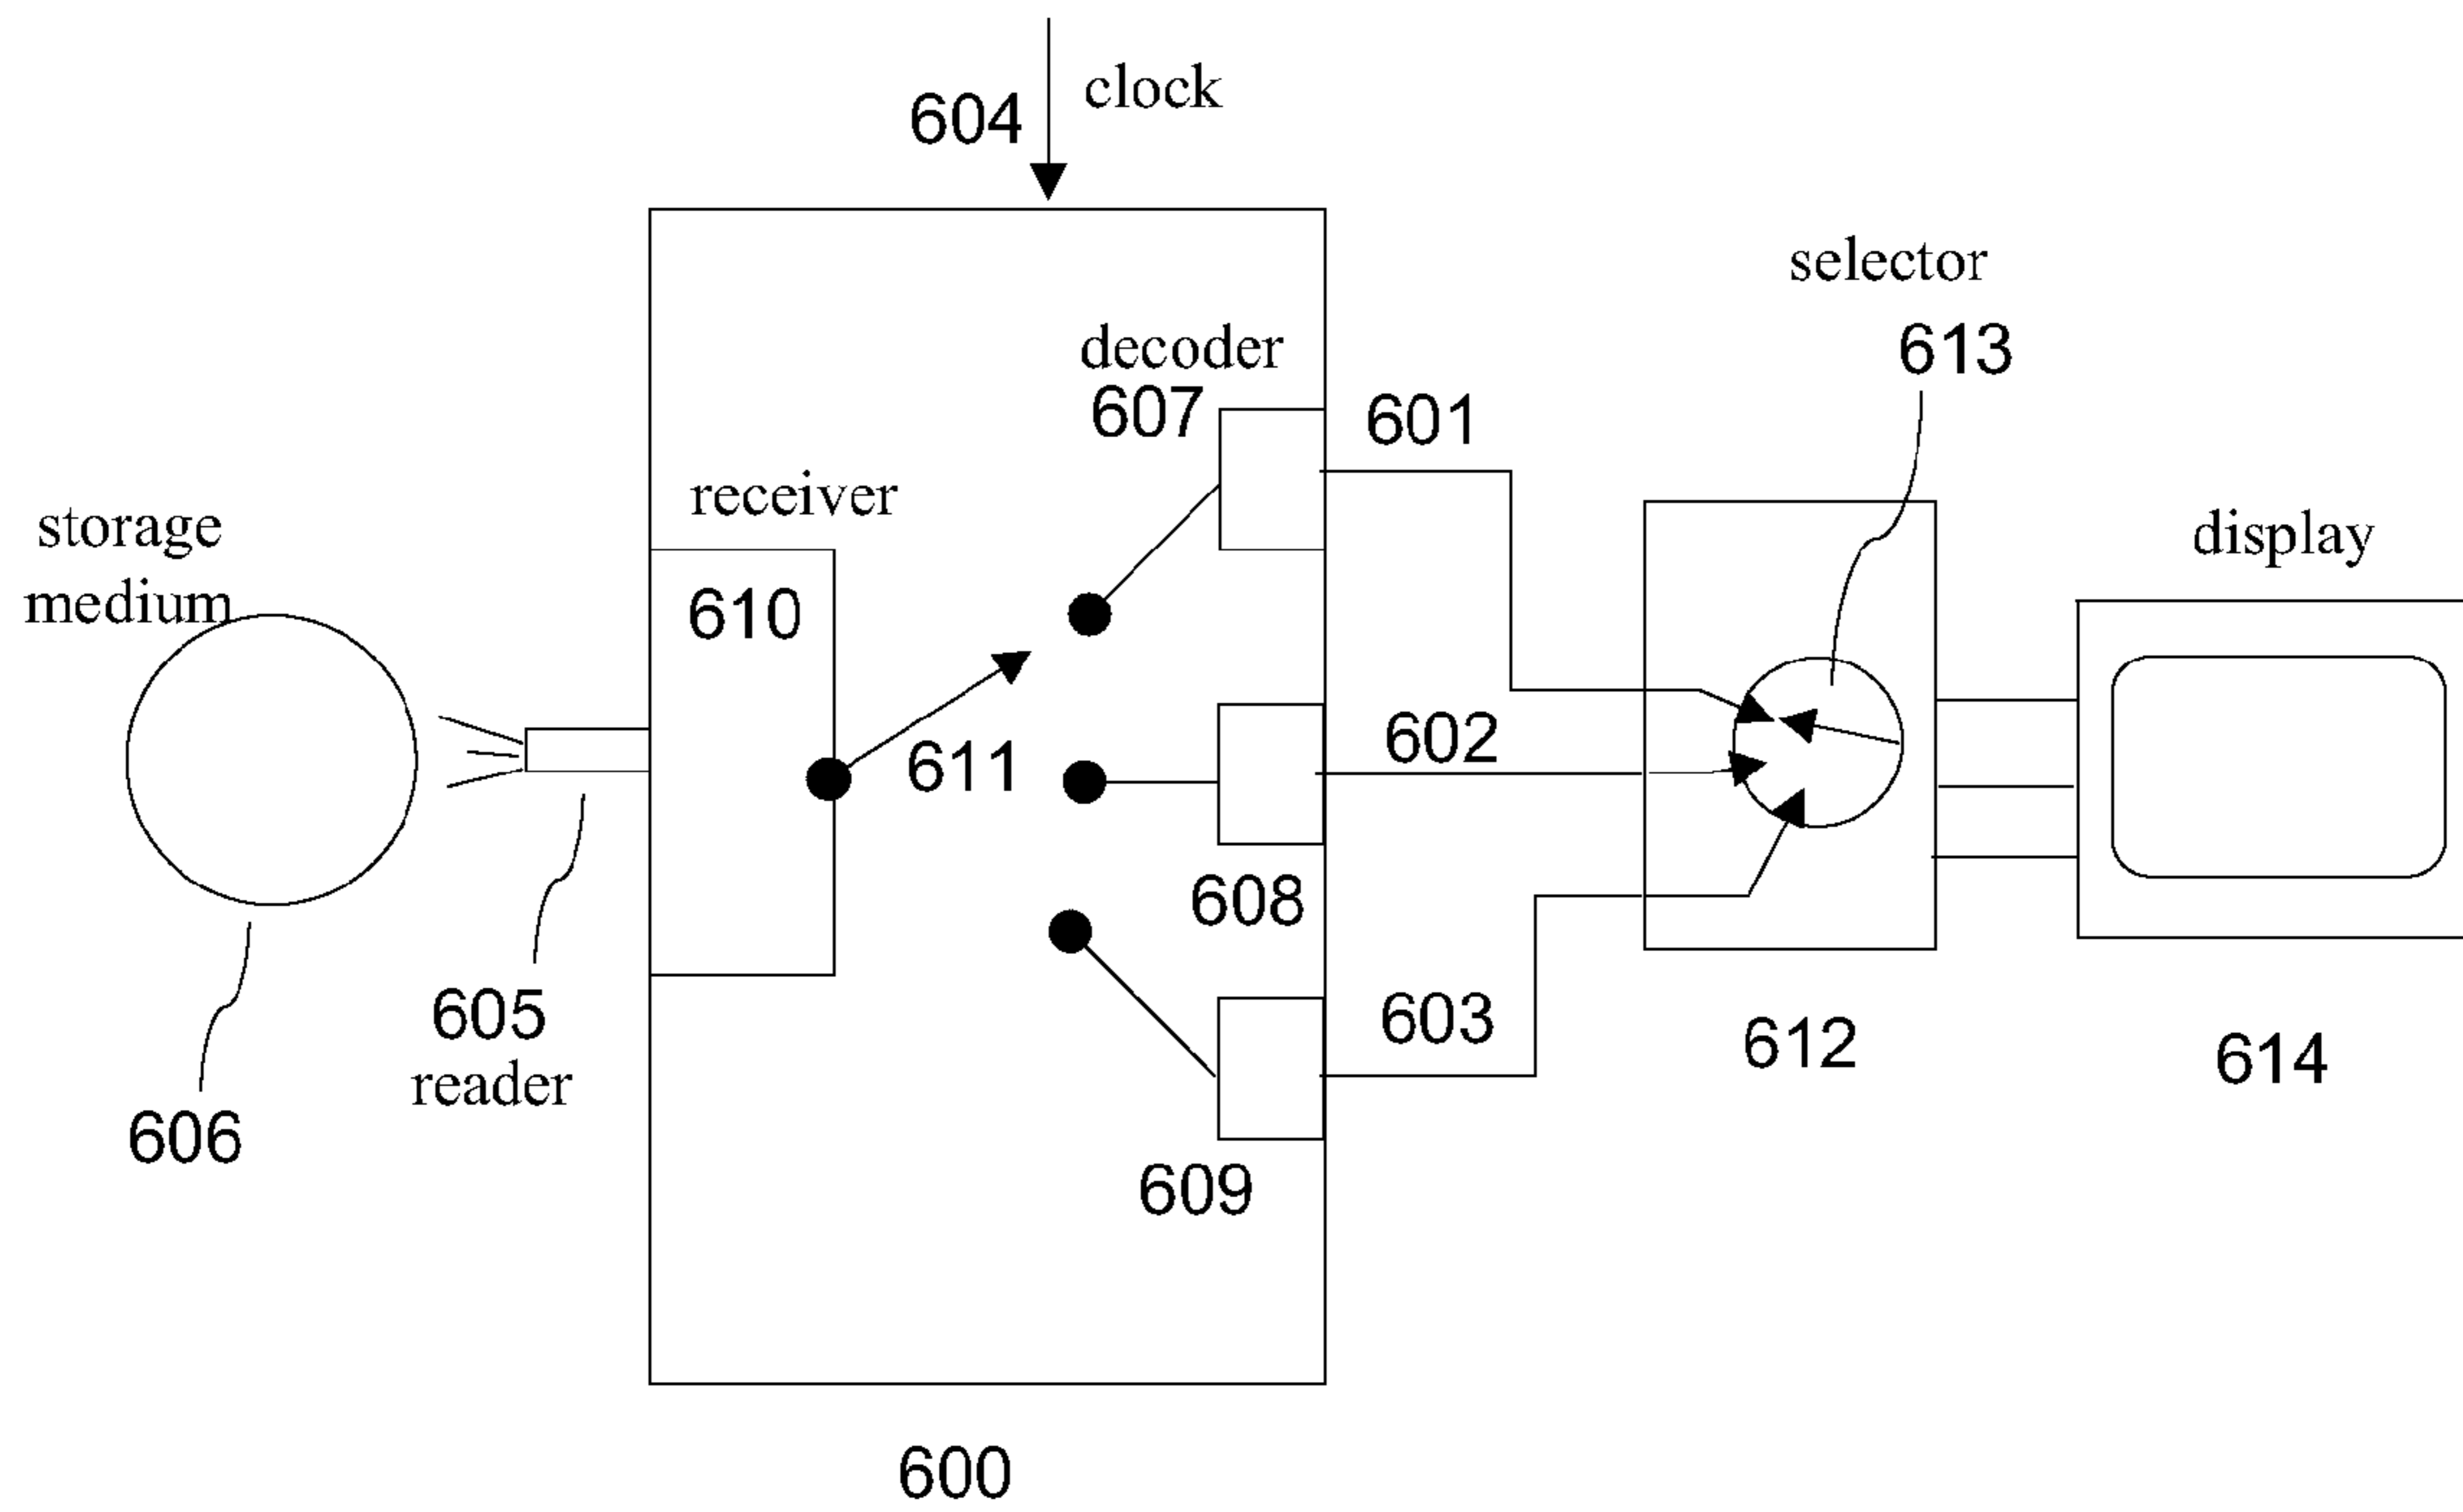 clock
604
selector
613
decoder
607
601
receiver
storage
medium
display
610
602
611
608
605
reader
603
612
614
606
609
600